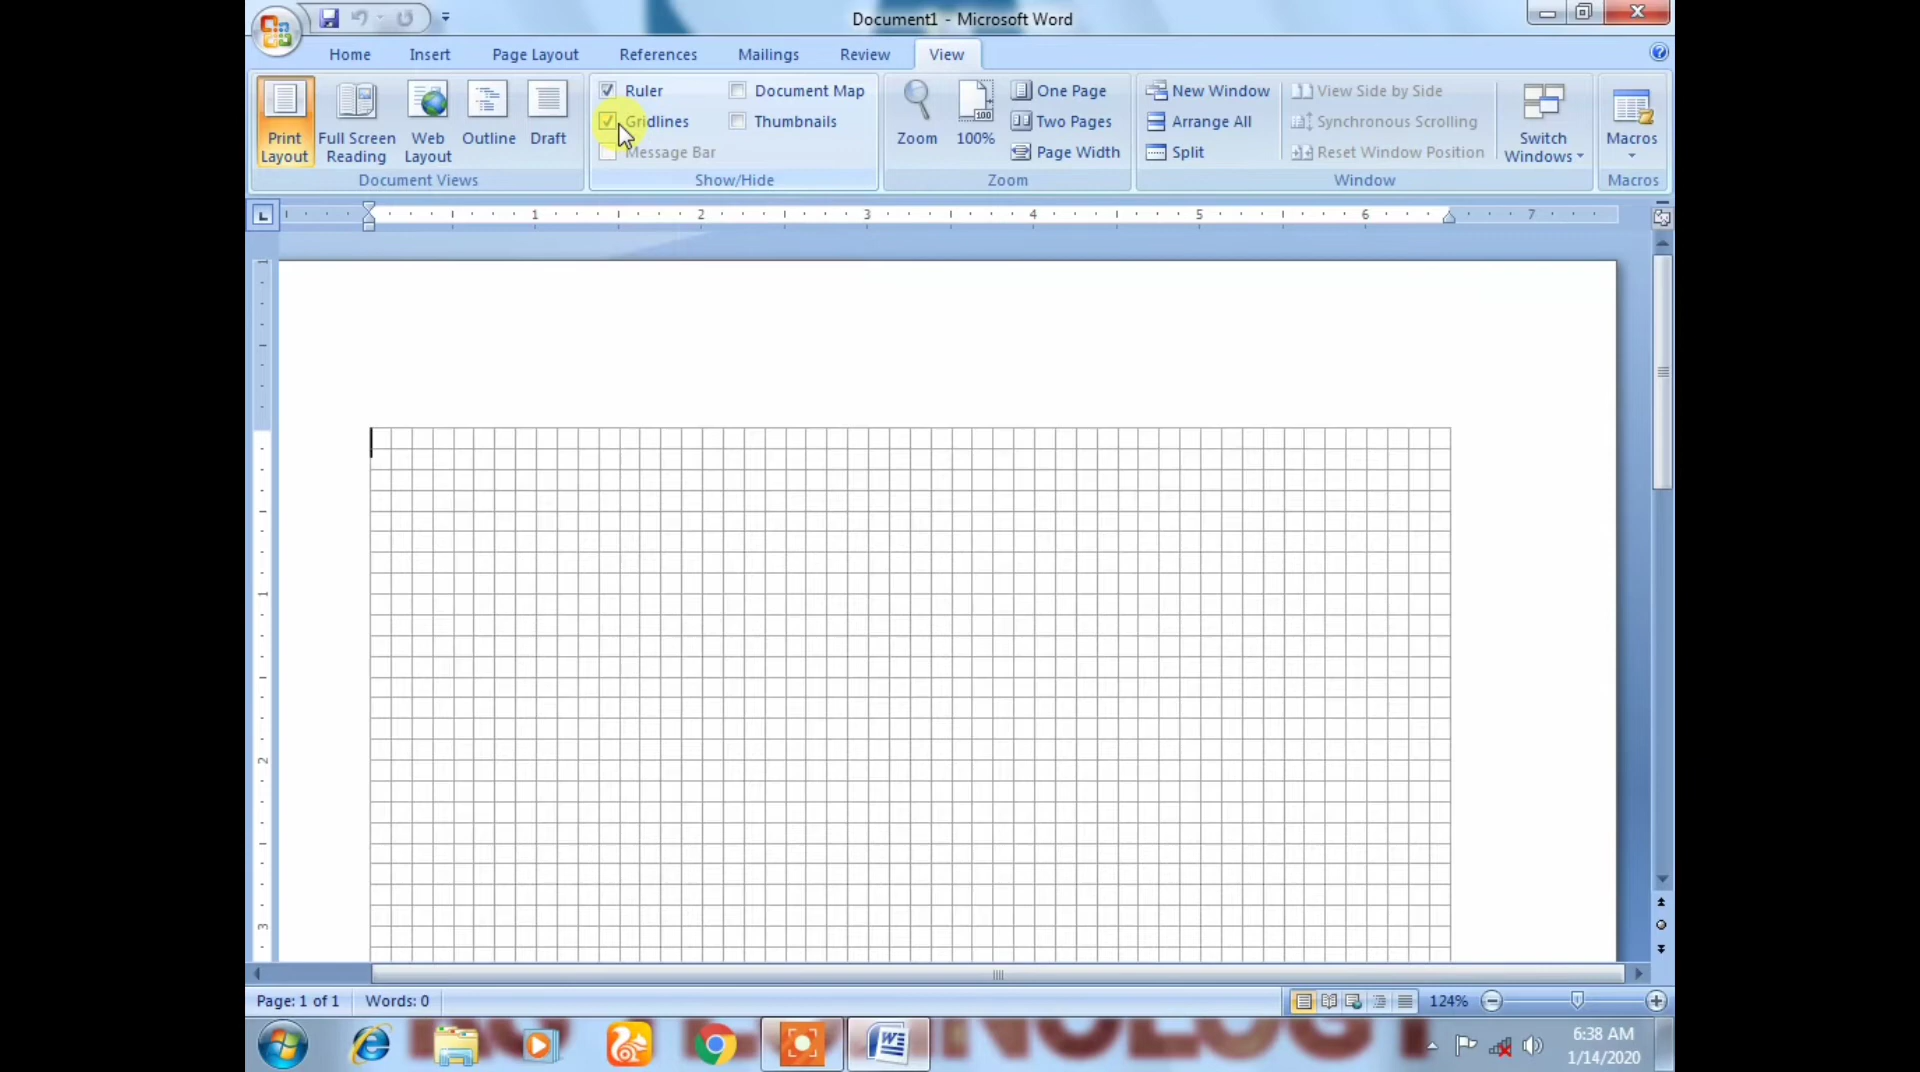 Document1 - Microsoft Word
Home Insert Page Layout References Mailings Review View
Print Layout
Full Screen Reading
Web Layout
Outline
Draft
Document Views
Ruler
Gridlines
Message Bar
Document Map
Thumbnails
Show/Hide
Zoom
100%
One Page
Two Pages
Page Width
Zoom
New Window
Arrange All
Split
View Side by Side
Synchronous Scrolling
Reset Window Position
Switch Windows
Window
Macros
Macros
1 2 3 4 5 6 7
1
2
3
Page: 1 of 1 Words: 0
124%
TECHNOLOGY
6:38 AM
1/14/2020